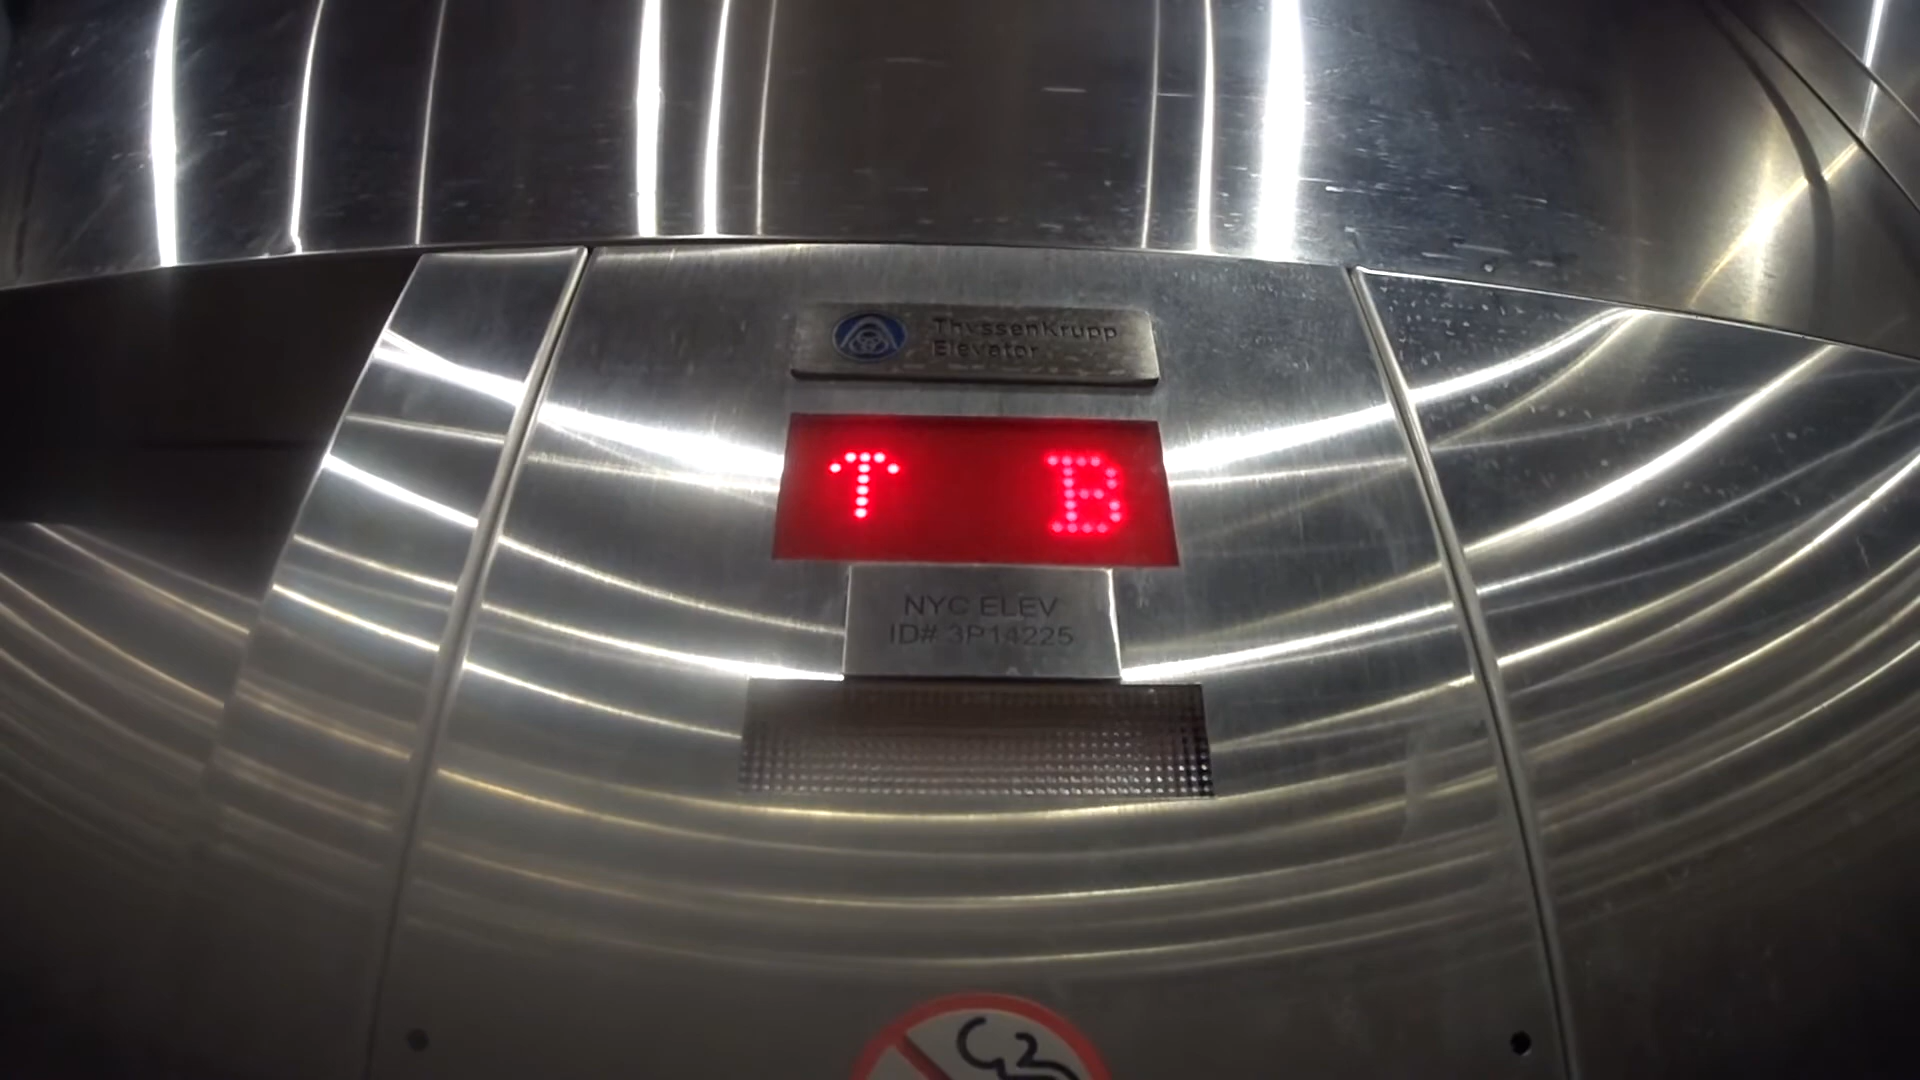 ThyssenKrupp
Elevator
↑ B
NYC ELEV
ID# 3P14225